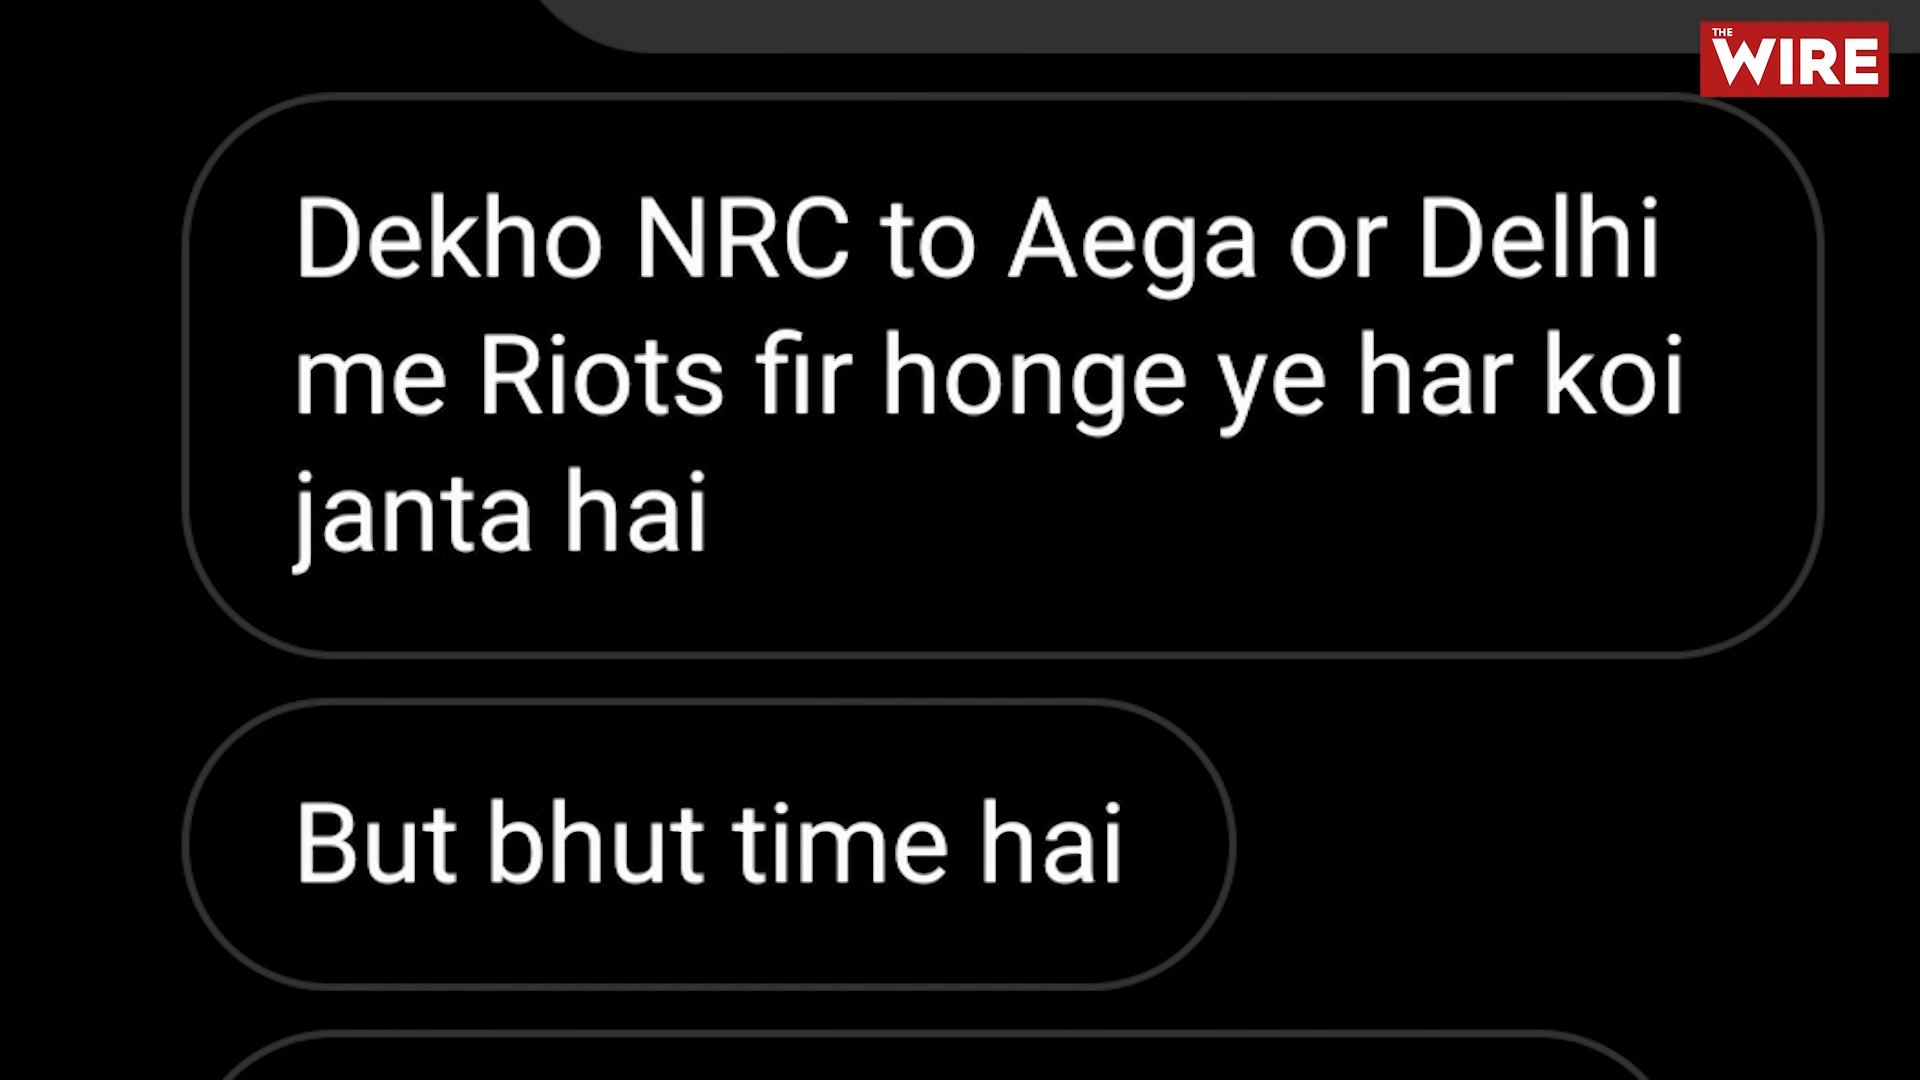 THE
WIRE
Dekho NRC to Aega or Delhi
me Riots fir honge ye har koi
janta hai
But bhut time hai